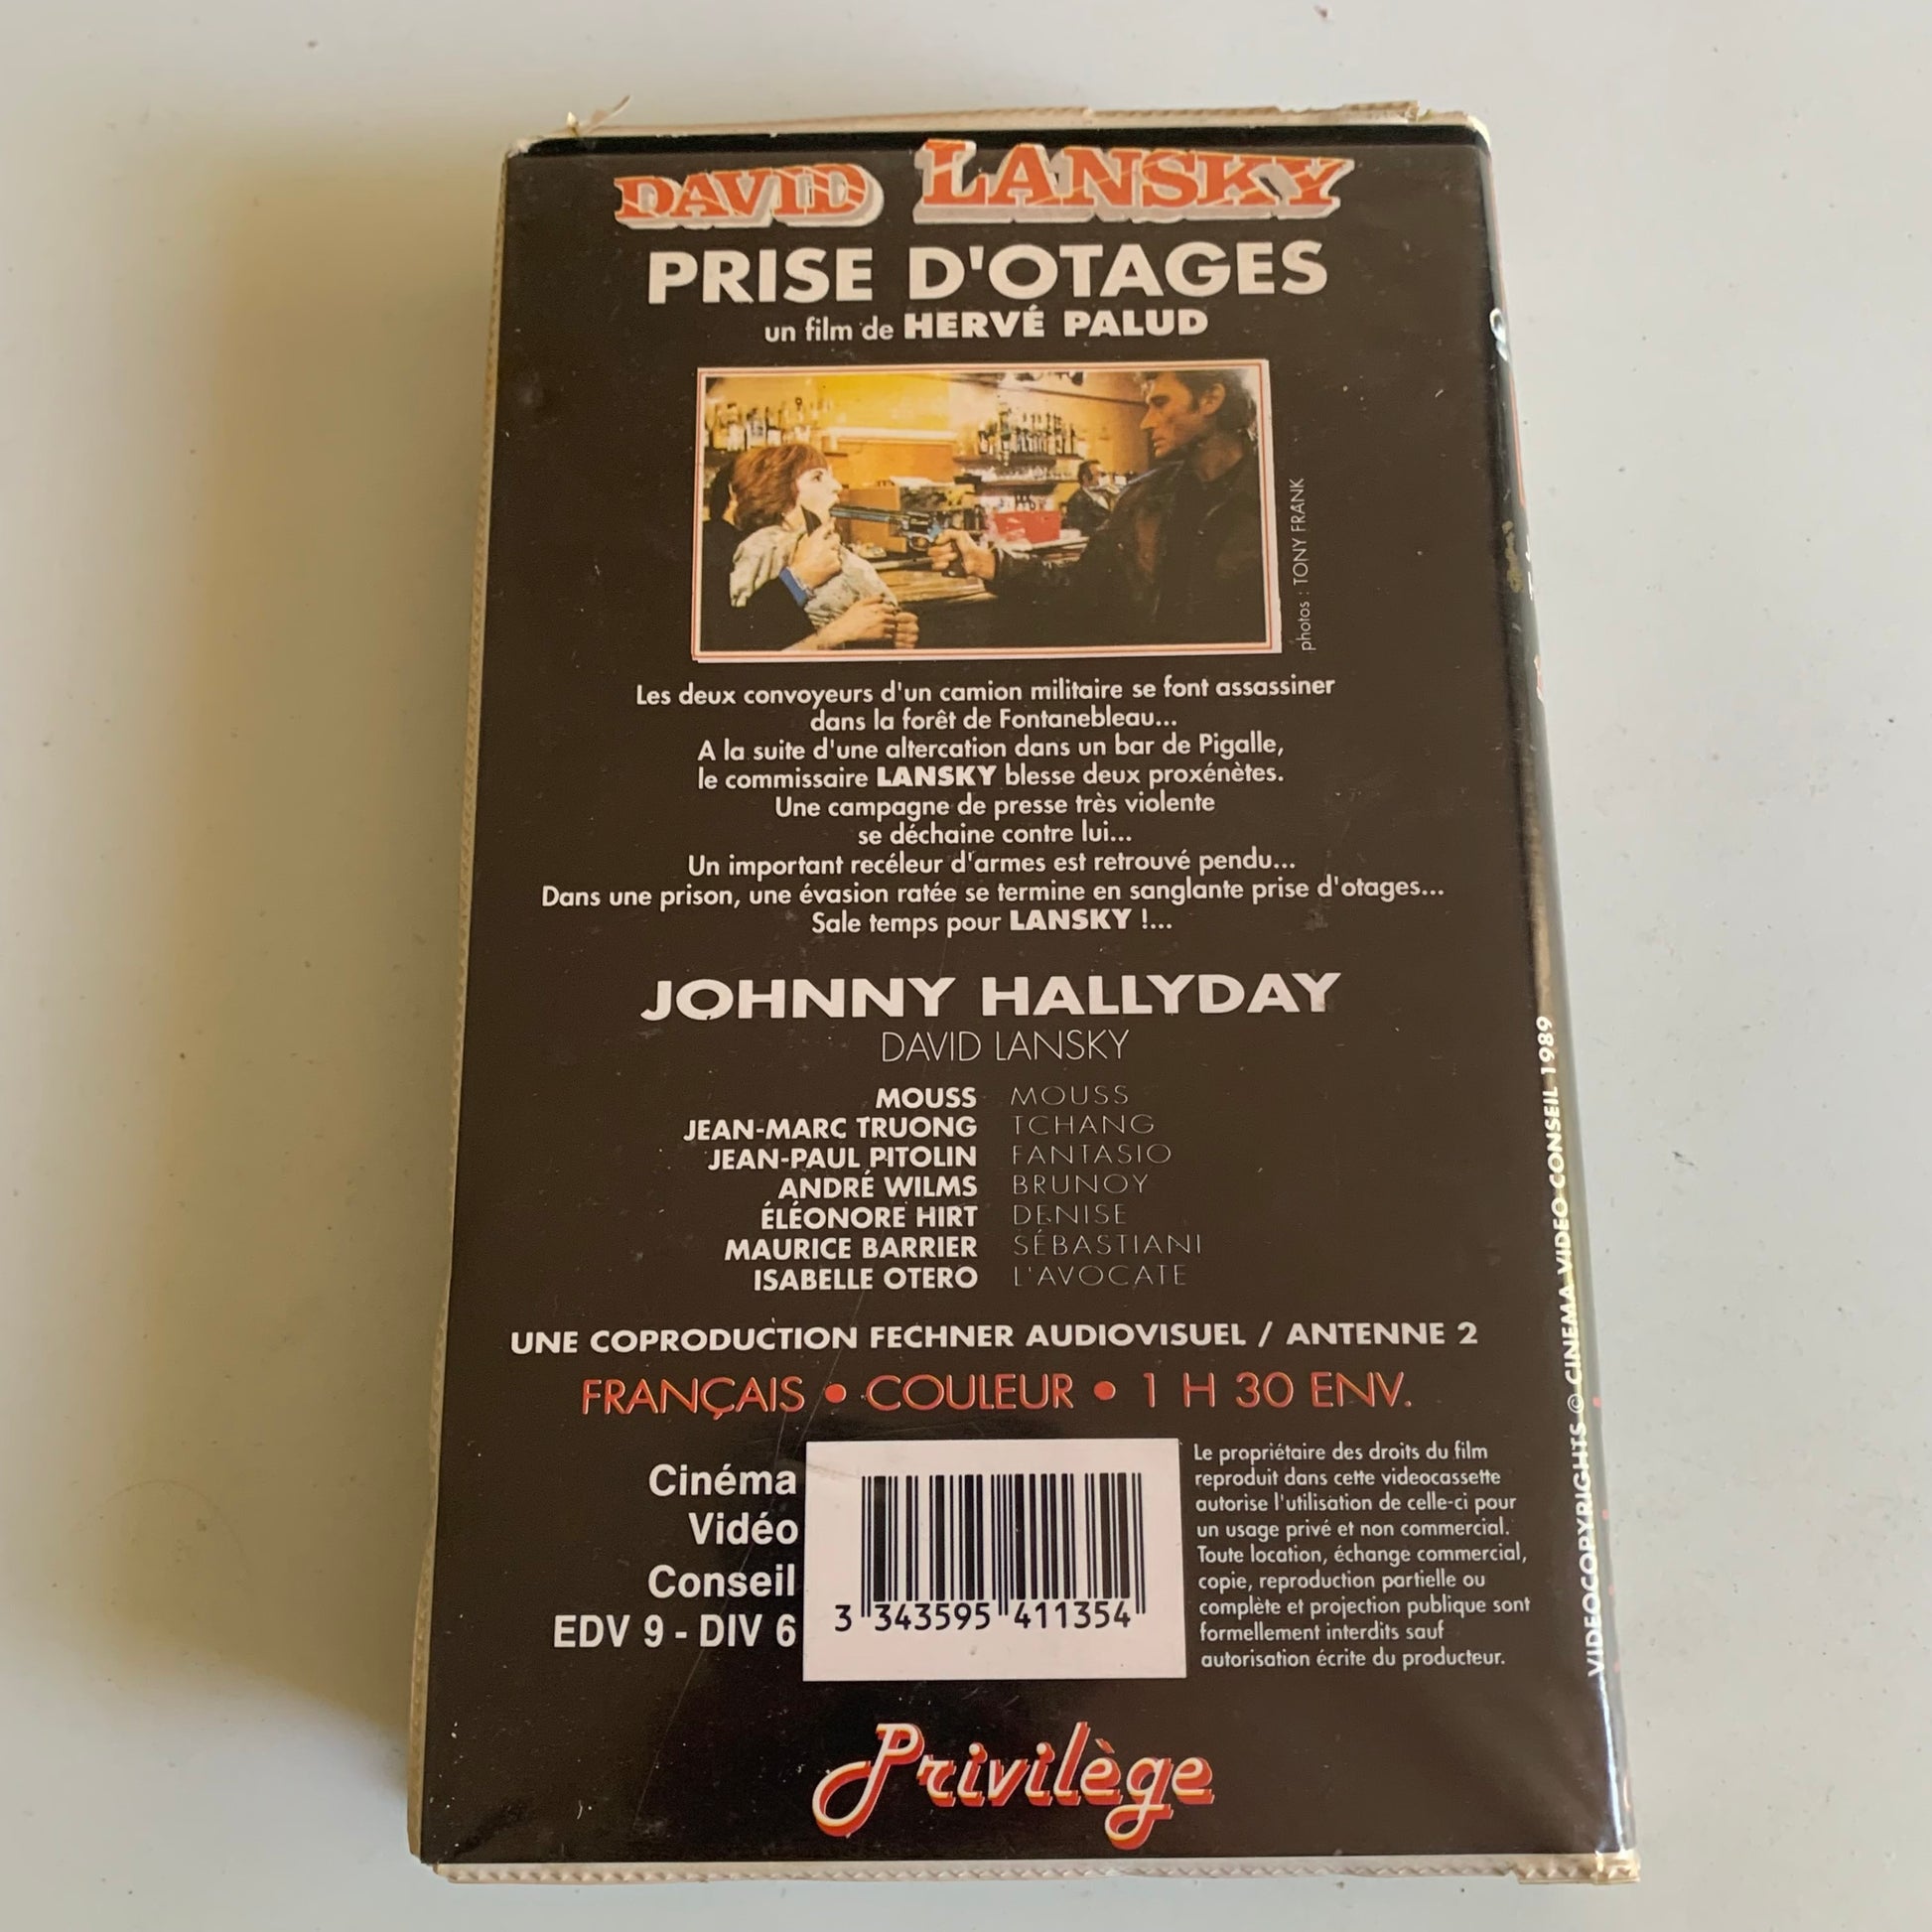 DAVID LANSKY
PRISE D'OTAGES
un film de HERVÉ PALUD
photos : TONY FRANK
Les deux convoyeurs d'un camion militaire se font assassiner
dans la forêt de Fontanebleau...
A la suite d'une altercation dans un bar de Pigalle,
le commissaire LANSKY blesse deux proxénètes.
Une campagne de presse très violente
se déchaine contre lui...
Un important recéleur d'armes est retrouvé pendu...
Dans une prison, une évasion ratée se termine en sanglante prise d'otages...
Sale temps pour LANSKY !...
JOHNNY HALLYDAY
DAVID LANSKY
MOUSS MOUSS
JEAN-MARC TRUONG TCHANG
JEAN-PAUL PITOLIN FANTASIO
ANDRÉ WILMS BRUNOY
ÉLÉONORE HIRT DENISE
MAURICE BARRIER SÉBASTIANI
ISABELLE OTERO L'AVOCATE
UNE COPRODUCTION FECHNER AUDIOVISUEL / ANTENNE 2
FRANÇAIS • COULEUR • 1 H 30 ENV.
Cinéma
Vidéo
Conseil
EDV 9 - DIV 6
3 343595 411354
Le propriétaire des droits du film
reproduit dans cette videocassette
autorise l'utilisation de celle-ci pour
un usage privé et non commercial.
Toute location, échange commercial,
copie, reproduction partielle ou
complète et projection publique sont
formellement interdits sauf
autorisation écrite du producteur.
VIDEOCOPYRIGHTS © CINEMA VIDEO CONSEIL 1989
Privilège